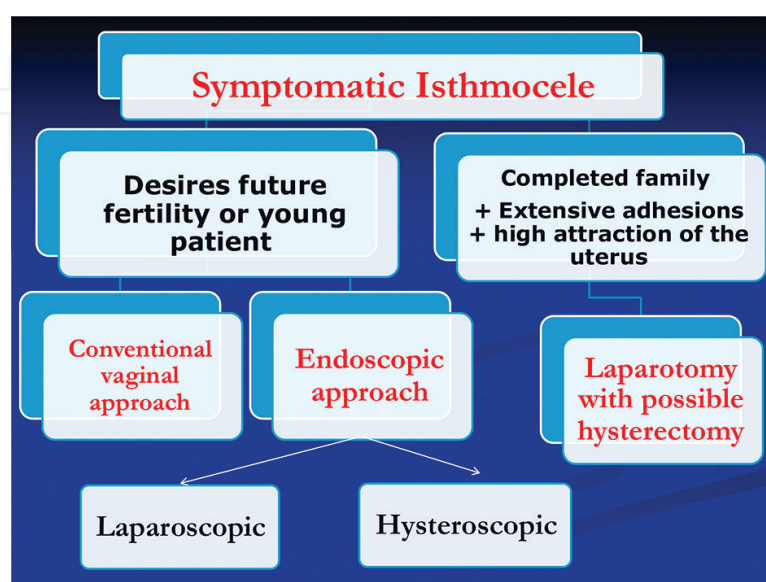 Symptomatic Isthmocele
Desires future
fertility or young
patient
Completed family
+ Extensive adhesions
+ high attraction of the
uterus
Conventional
vaginal
approach
Endoscopic
approach
Laparotomy
with possible
hysterectomy
Laparoscopic
Hysteroscopic